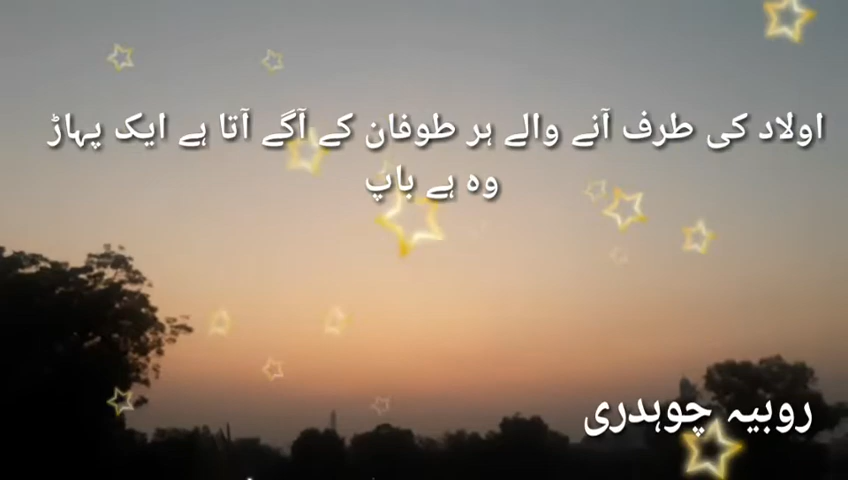 اولاد کی طرف آنے والے ہر طوفان کے آگے آتا ہے ایک پہاڑ
وہ ہے باپ
روبیہ چوہدری